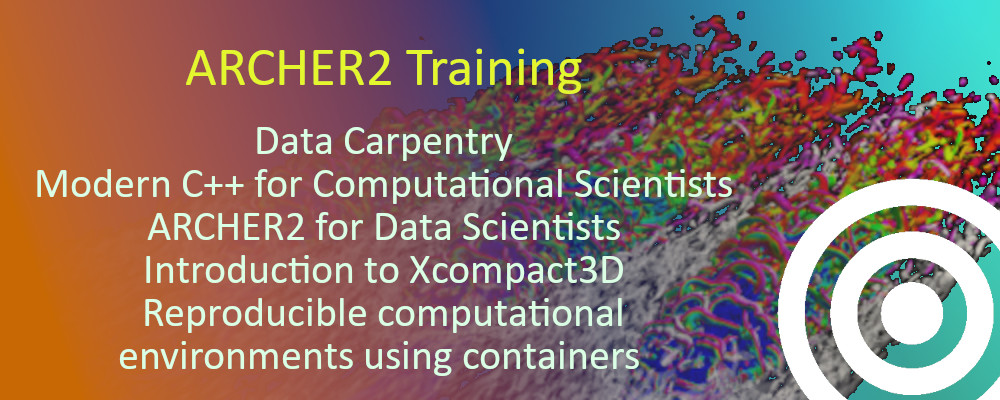 ARCHER2 Training
Data Carpentry
Modern C++ for Computational Scientists
ARCHER2 for Data Scientists
Introduction to Xcompact3D
Reproducible computational
environments using containers